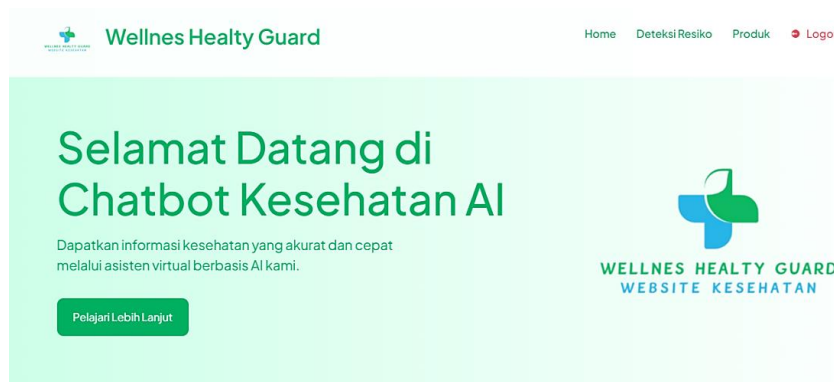 Wellnes Healty Guard
Home Deteksi Resiko Produk Logo
Selamat Datang di
Chatbot Kesehatan AI
Dapatkan informasi kesehatan yang akurat dan cepat
melalui asisten virtual berbasis AI kami.
Pelajari Lebih Lanjut
WELLNES HEALTY GUARD
WEBSITE KESEHATAN